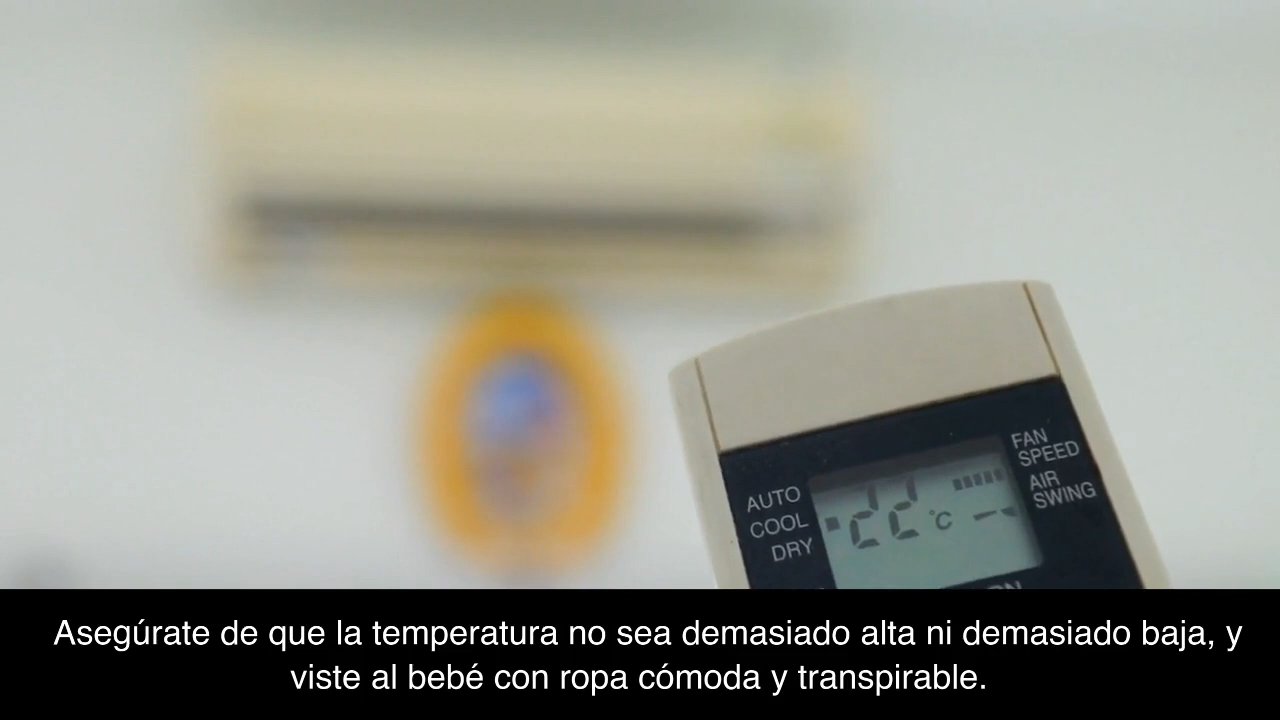 FAN
SPEED
AIR
SWING
AUTO
COOL
DRY
22 °C
Asegúrate de que la temperatura no sea demasiado alta ni demasiado baja, y
viste al bebé con ropa cómoda y transpirable.